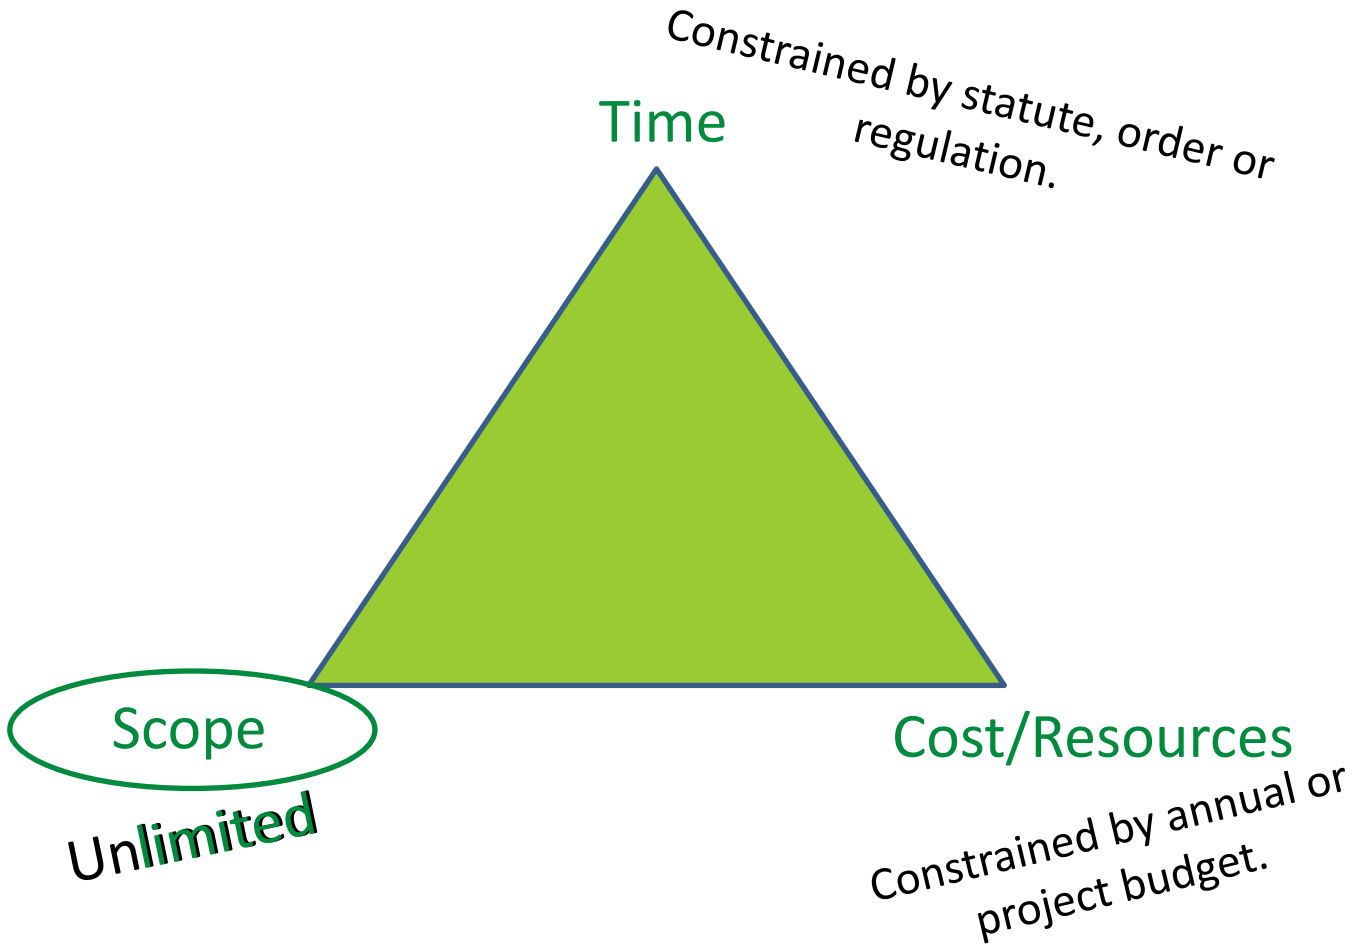 Constrained by statute, order or
regulation.
Time
Scope
Unlimited
Cost/Resources
Constrained by annual or
project budget.